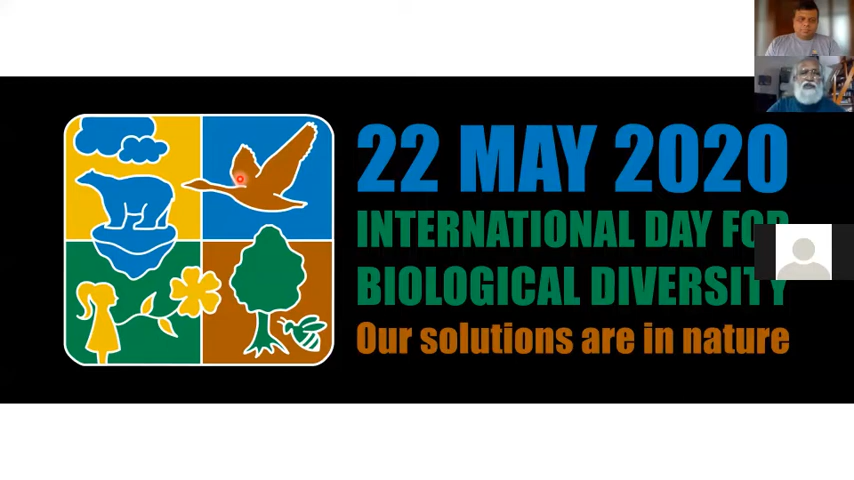 22 MAY 2020
INTERNATIONAL DAY FOR
BIOLOGICAL DIVERSITY
Our solutions are in nature